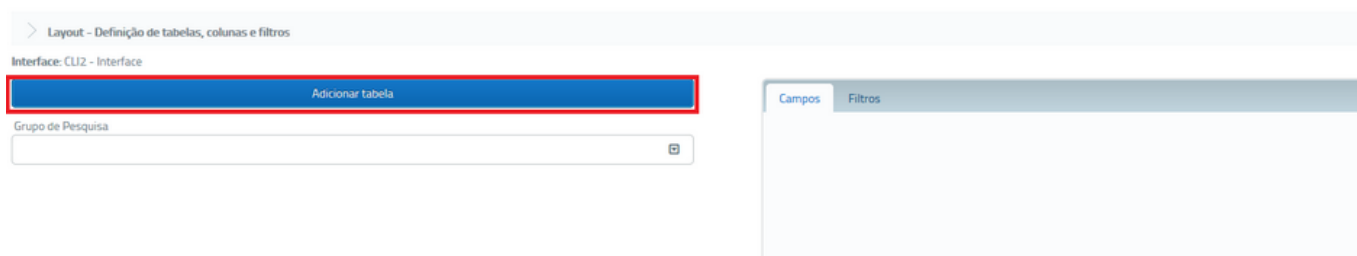 Layout - Definição de tabelas, colunas e filtros
Interface: CLI2 - Interface
Adicionar tabela
Campos Filtros
Grupo de Pesquisa